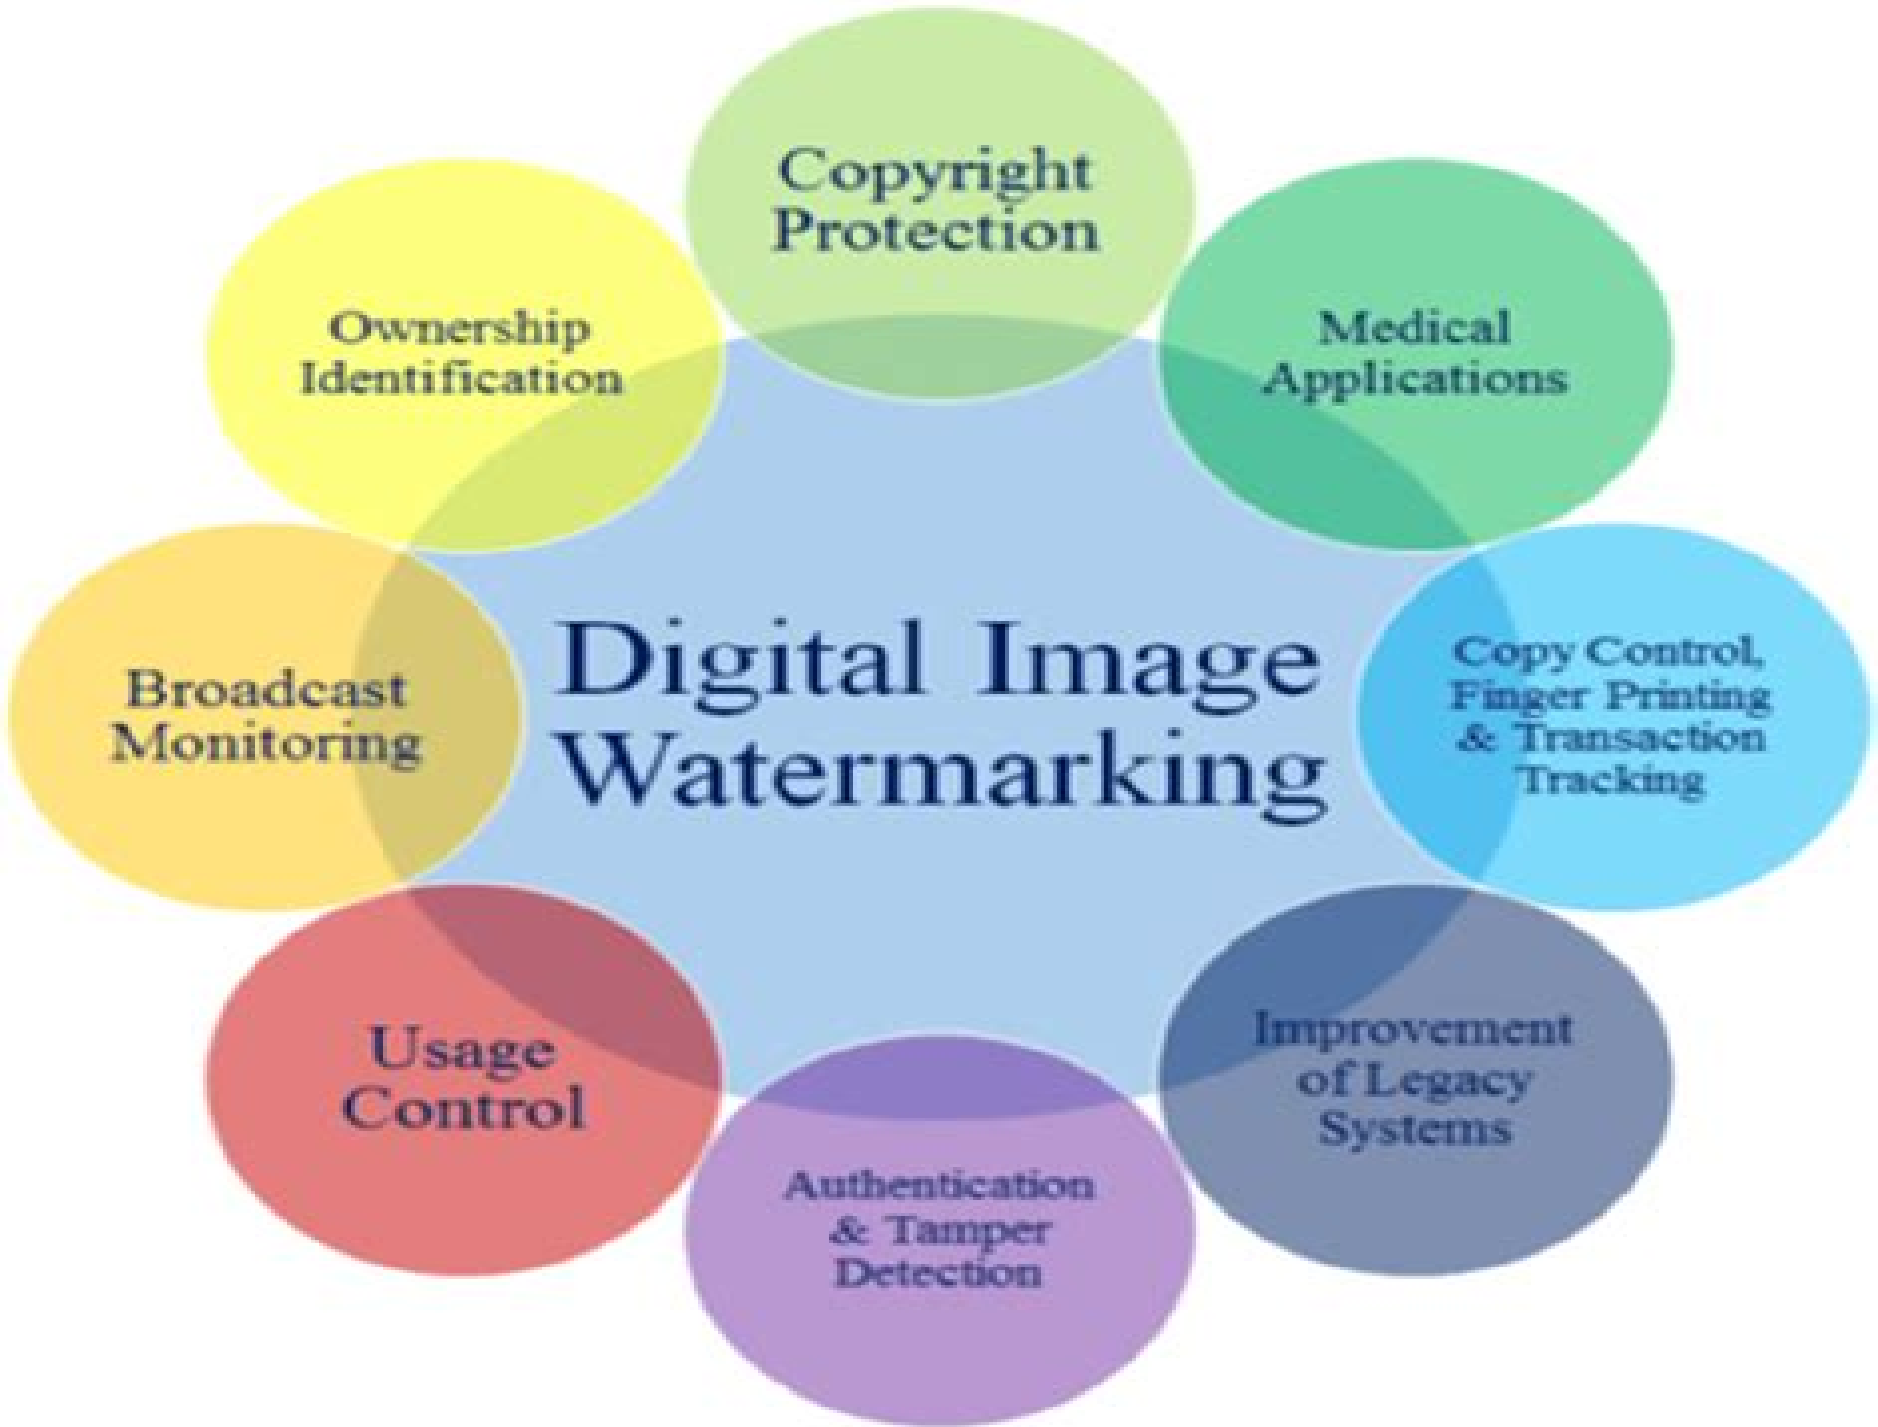 Copyright
Protection
Medical
Applications
Copy Control,
Finger Printing
& Transaction
Tracking
Improvement
of Legacy
Systems
Authentication
& Tamper
Detection
Usage
Control
Broadcast
Monitoring
Ownership
Identification
Digital Image
Watermarking